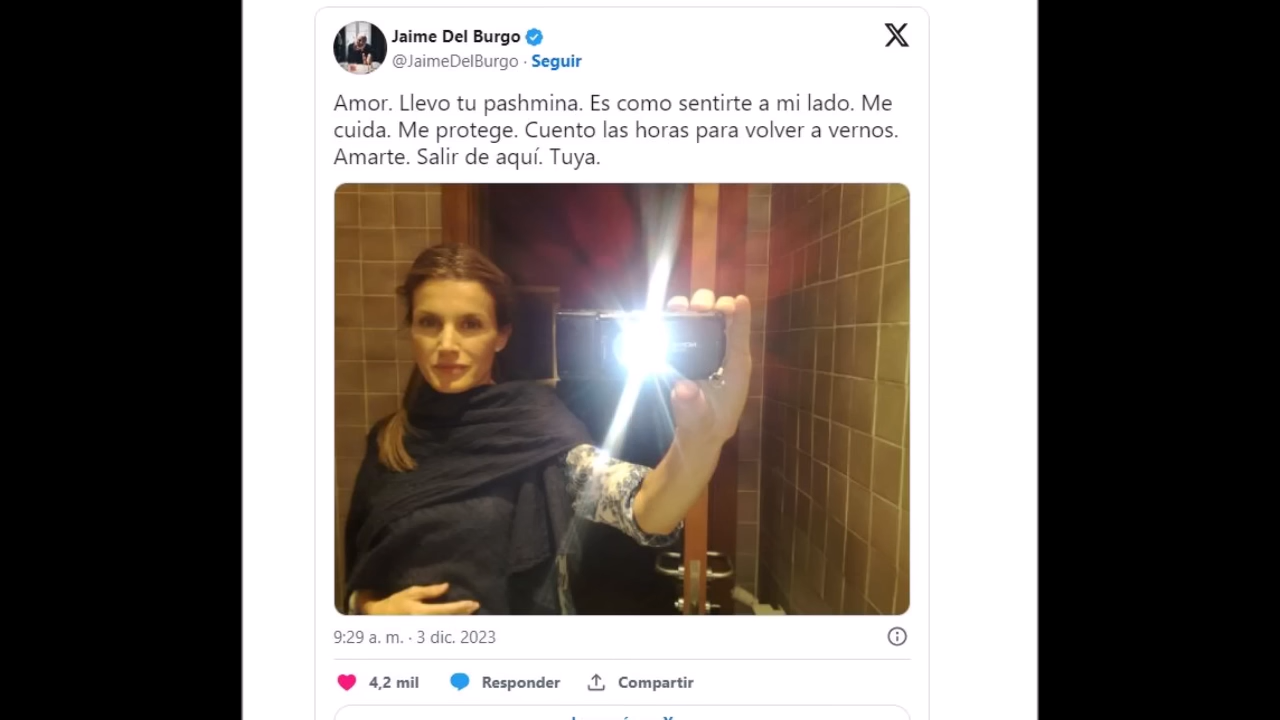 Jaime Del Burgo
@JaimeDelBurgo · Seguir
Amor. Llevo tu pashmina. Es como sentirte a mi lado. Me
cuida. Me protege. Cuento las horas para volver a vernos.
Amarte. Salir de aquí. Tuya.
9:29 a. m. · 3 dic. 2023
4,2 mil Responder Compartir